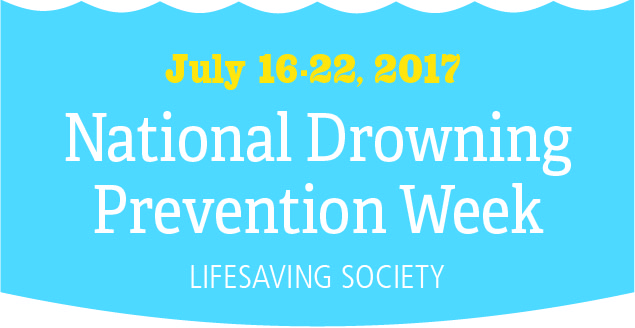 July 16-22, 2017
National Drowning
Prevention Week
LIFESAVING SOCIETY